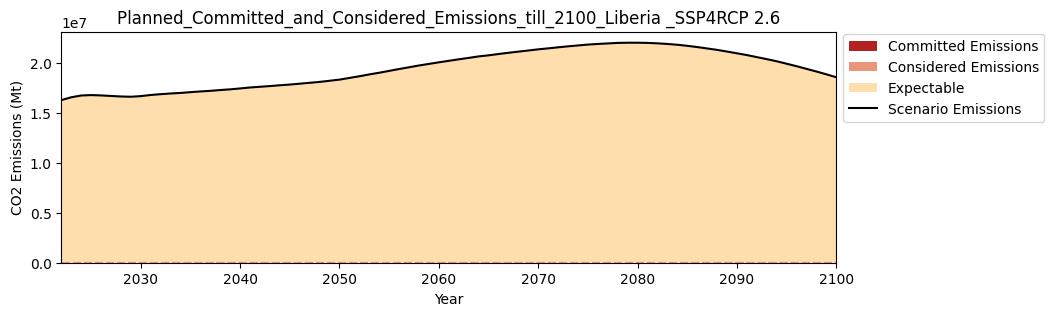 Planned_Committed_and_Considered_Emissions_till_2100_Liberia _SSP4RCP 2.6
1e7
2.0
1.5
1.0
0.5
0.0
CO2 Emissions (Mt)
2030 2040 2050 2060 2070 2080 2090 2100
Year
Committed Emissions
Considered Emissions
Expectable
Scenario Emissions